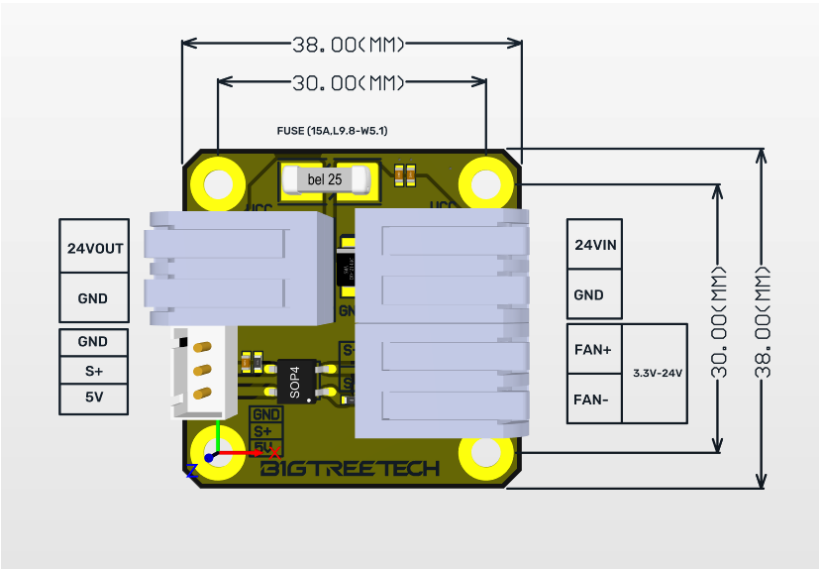 38.00(MM)
30.00(MM)
FUSE (15A,L9.8-W5.1)
bel 25
VCC
VCC
24VOUT
GND
GND
S+
5V
24VIN
GND
FAN+
FAN-
3.3V-24V
30.00(MM)
38.00(MM)
SOP4
GND
S+
5V
X
Z
BIGTREETECH